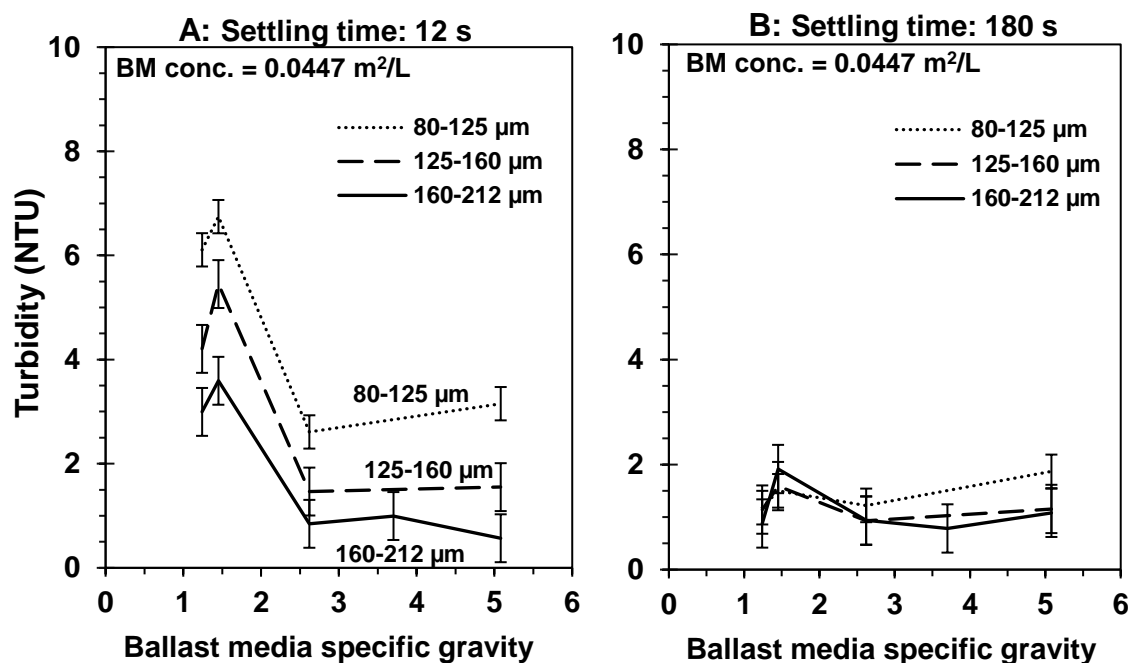 A: Settling time: 12 s
BM conc. = 0.0447 m²/L
80-125 µm
125-160 µm
160-212 µm
80-125 µm
125-160 µm
160-212 µm
10
8
6
4
2
0
0 1 2 3 4 5 6
Turbidity (NTU)
Ballast media specific gravity
B: Settling time: 180 s
BM conc. = 0.0447 m²/L
80-125 µm
125-160 µm
160-212 µm
10
8
6
4
2
0
0 1 2 3 4 5 6
Ballast media specific gravity